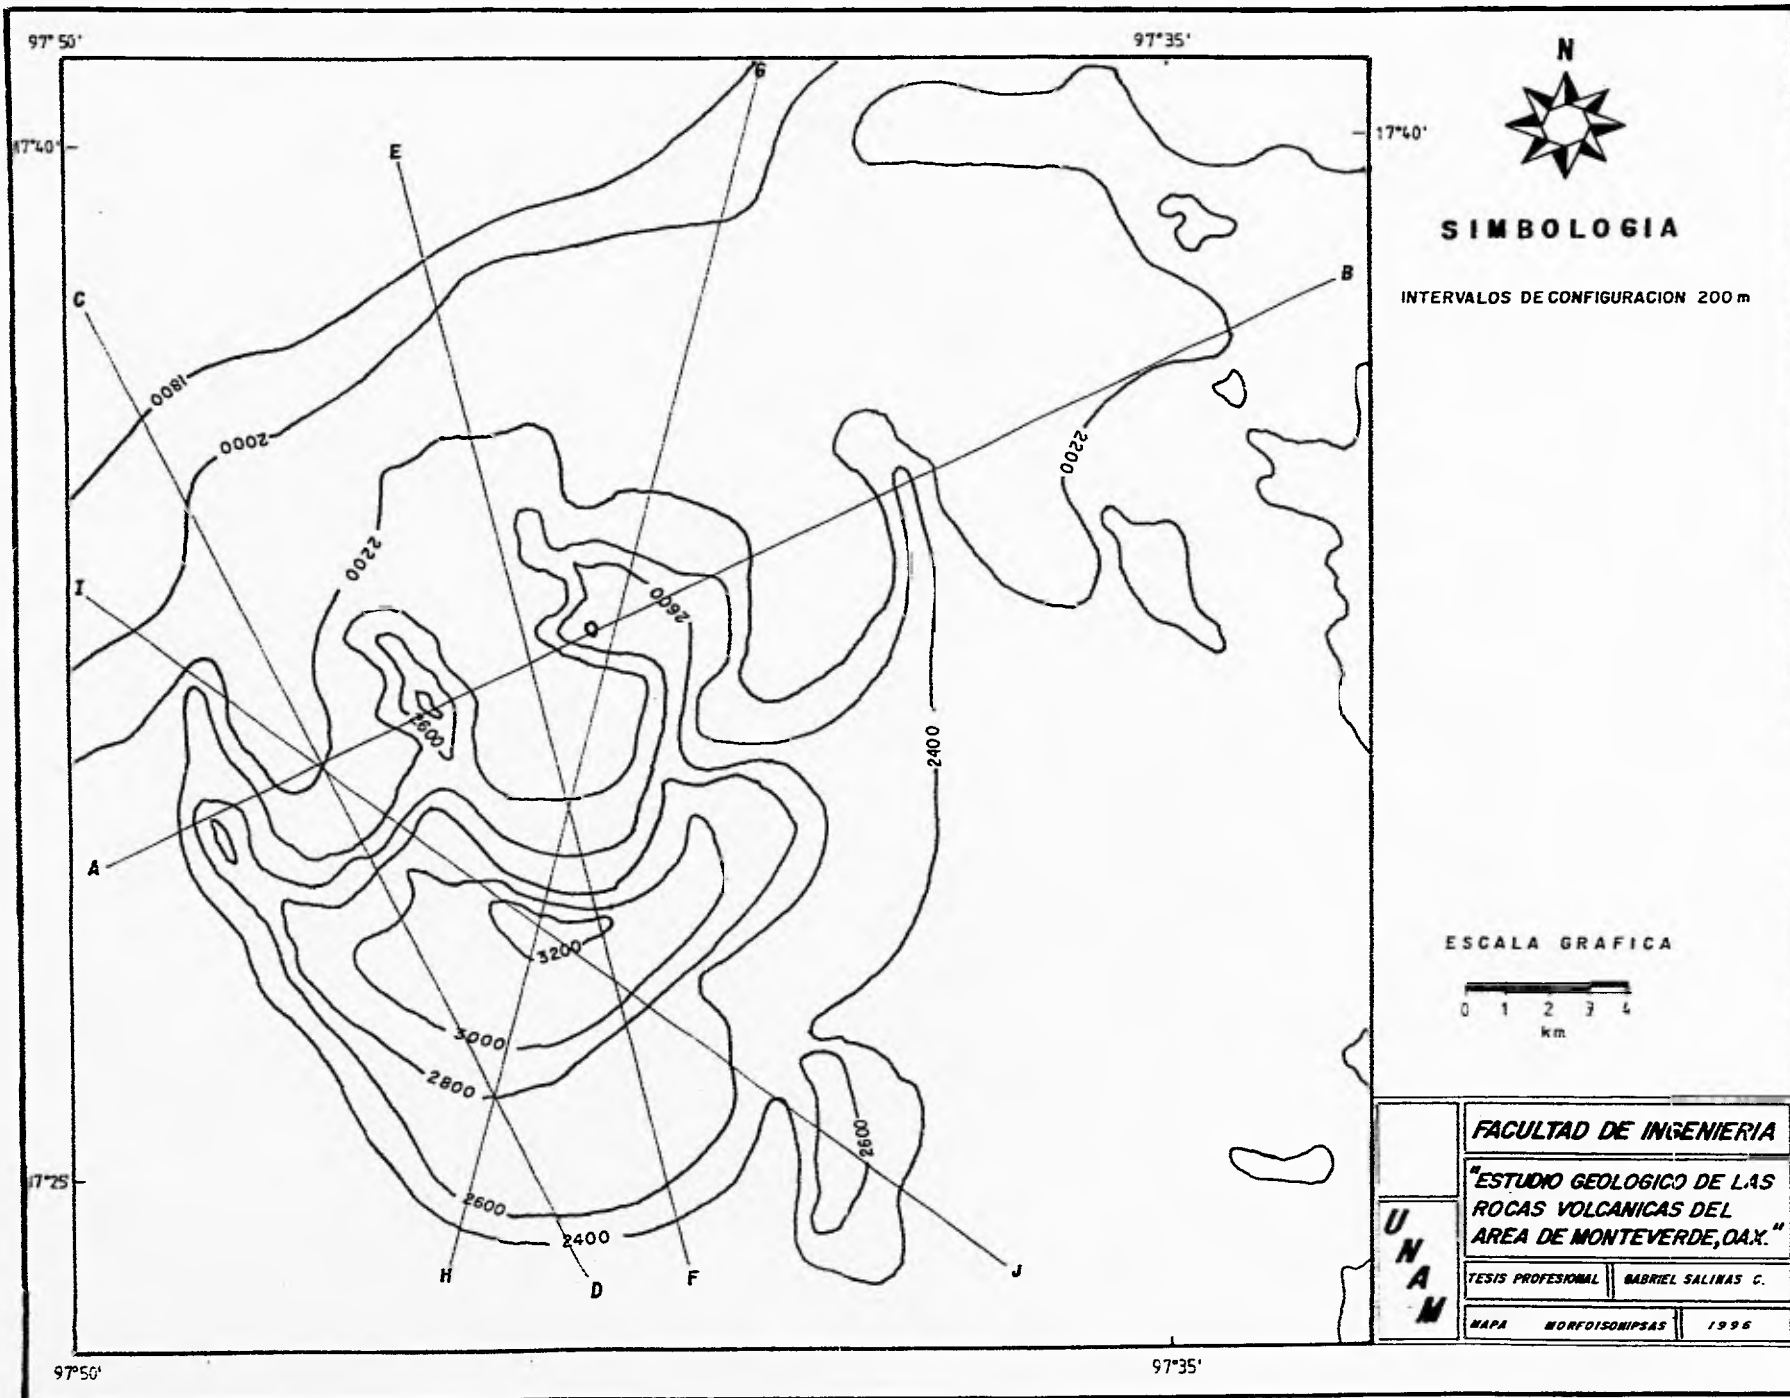 97°50'
97°35'
N
G
17°40'
E
17°40'
SIMBOLOGIA
B
C
INTERVALOS DE CONFIGURACION 200 m
1800
2000
2200
2200
I
2600
2600
2400
A
3200
ESCALA GRAFICA
0 1 2 3 4
km
3000
2800
2600
FACULTAD DE INGENIERIA
17°25'
"ESTUDIO GEOLOGICO DE LAS
ROCAS VOLCANICAS DEL
AREA DE MONTEVERDE, OAX."
2600
2400
UNAM
H
D
F
J
TESIS PROFESIONAL
GABRIEL SALINAS C.
MAPA MORFOISOHIPSAS
1996
97°50'
97°35'